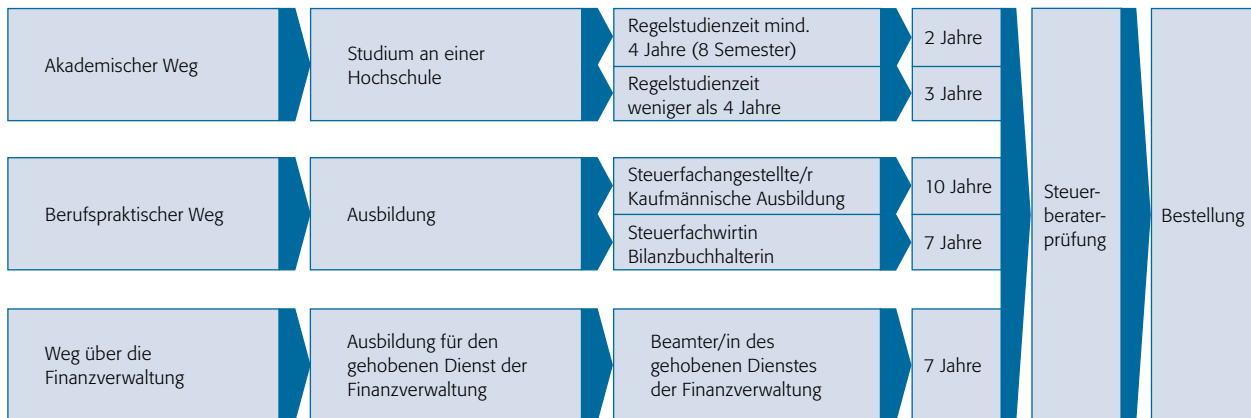 Akademischer Weg
Studium an einer
Hochschule
Regelstudienzeit mind.
4 Jahre (8 Semester)
2 Jahre
Regelstudienzeit
weniger als 4 Jahre
3 Jahre
Berufspraktischer Weg
Ausbildung
Steuerfachangestellte/r
Kaufmännische Ausbildung
10 Jahre
Steuerfachwirtin
Bilanzbuchhalterin
7 Jahre
Weg über die
Finanzverwaltung
Ausbildung für den
gehobenen Dienst der
Finanzverwaltung
Beamter/in des
gehobenen Dienstes
der Finanzverwaltung
7 Jahre
Steuer-
berater-
prüfung
Bestellung